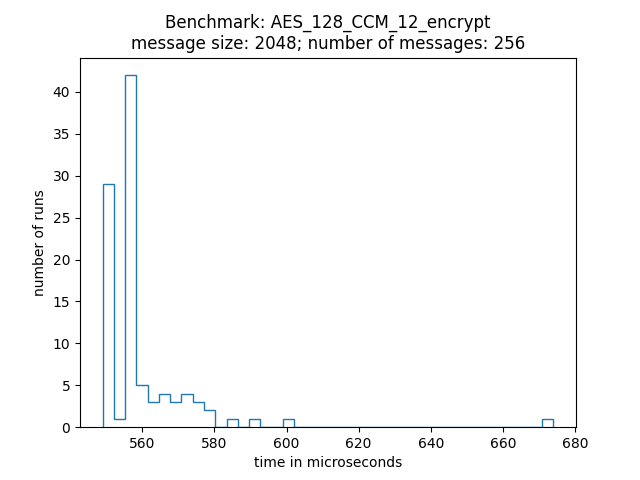 Benchmark: AES_128_CCM_12_encrypt
message size: 2048; number of messages: 256
number of runs
40
35
30
25
20
15
10
5
0
560 580 600 620 640 660 680
time in microseconds